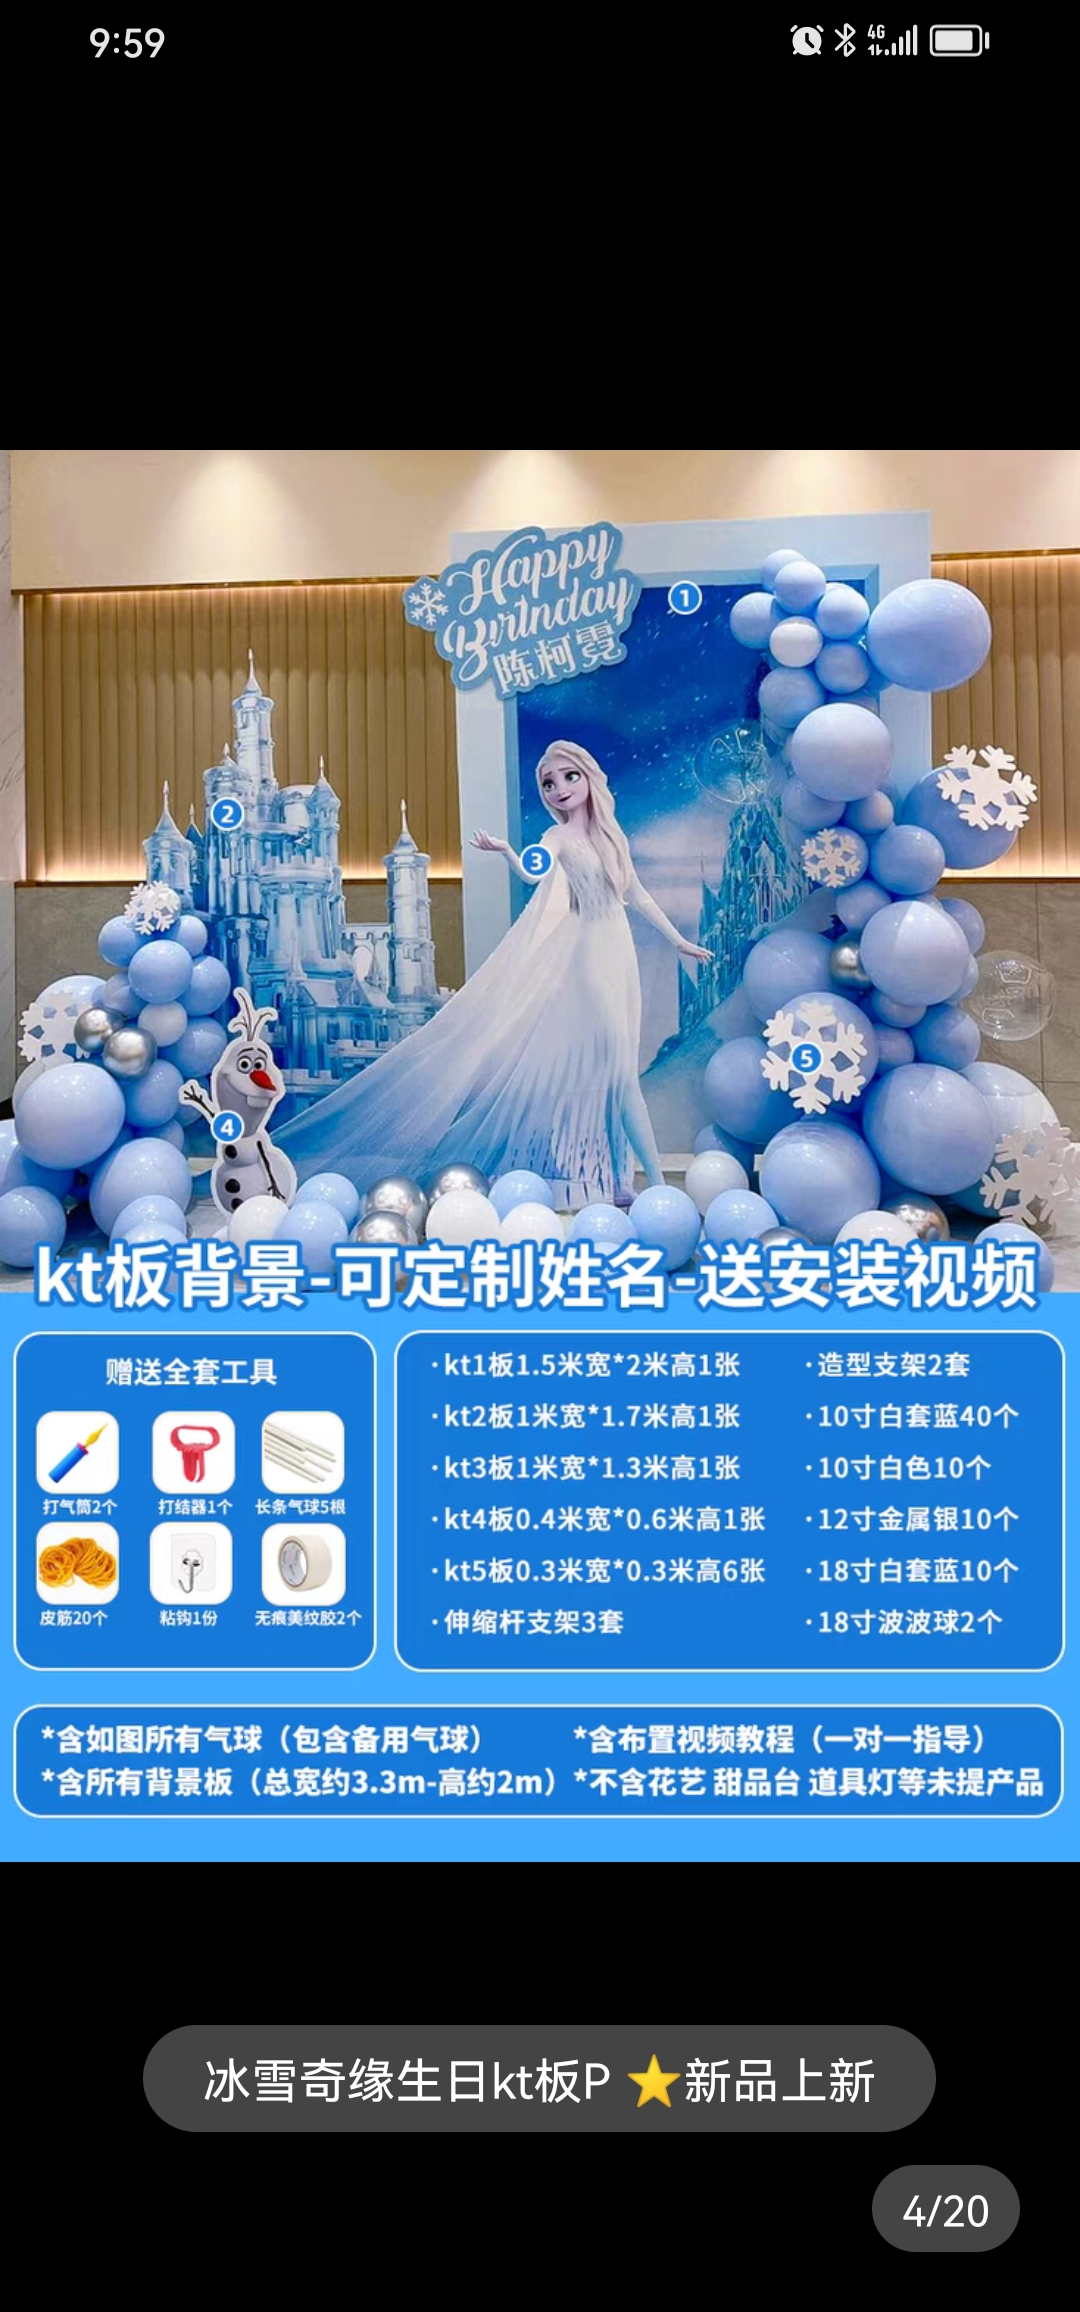 9:59
4G
Happy
Birthday
陈柯霓
1
2
3
4
5
kt板背景-可定制姓名-送安装视频
赠送全套工具
打气筒2个
打结器1个
长条气球5根
皮筋20个
粘钩1份
无痕美纹胶2个
·kt1板1.5米宽*2米高1张
·kt2板1米宽*1.7米高1张
·kt3板1米宽*1.3米高1张
·kt4板0.4米宽*0.6米高1张
·kt5板0.3米宽*0.3米高6张
·伸缩杆支架3套
·造型支架2套
·10寸白套蓝40个
·10寸白色10个
·12寸金属银10个
·18寸白套蓝10个
·18寸波波球2个
*含如图所有气球（包含备用气球）
*含布置视频教程（一对一指导）
*含所有背景板（总宽约3.3m-高约2m）
*不含花艺 甜品台 道具灯等未提产品
冰雪奇缘生日kt板P ⭐新品上新
4/20